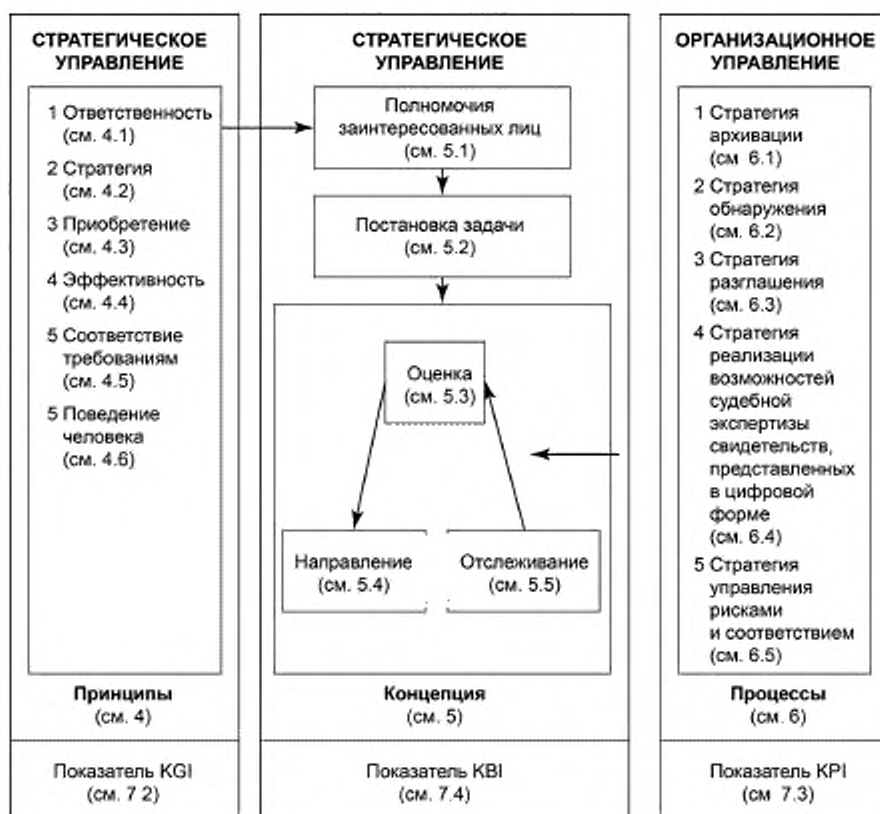 СТРАТЕГИЧЕСКОЕ
УПРАВЛЕНИЕ
1 Ответственность
(см. 4.1)
2 Стратегия
(см. 4.2)
3 Приобретение
(см. 4.3)
4 Эффективность
(см. 4.4)
5 Соответствие
требованиям
(см. 4.5)
5 Поведение
человека
(см. 4.6)
Принципы
(см. 4)
Показатель KGI
(см. 7 2)
СТРАТЕГИЧЕСКОЕ
УПРАВЛЕНИЕ
Полномочия
заинтересованных лиц
(см. 5.1)
Постановка задачи
(см. 5.2)
Оценка
(см. 5.3)
Направление
(см. 5.4)
Отслеживание
(см. 5.5)
Концепция
(см. 5)
Показатель KBI
(см. 7.4)
ОРГАНИЗАЦИОННОЕ
УПРАВЛЕНИЕ
1 Стратегия
архивации
(см 6.1)
2 Стратегия
обнаружения
(см. 6.2)
3 Стратегия
разглашения
(см. 6.3)
4 Стратегия
реализации
возможностей
судебной
экспертизы
свидетельств,
представленных
в цифровой
форме
(см. 6.4)
5 Стратегия
управления
рисками
и соответствием
(см. 6.5)
Процессы
(см. 6)
Показатель KPI
(см 7.3)